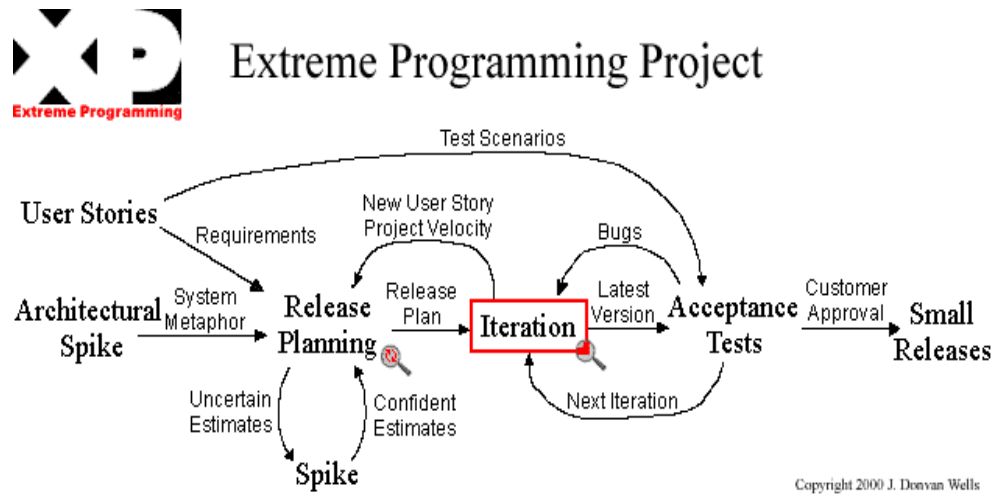 XP
Extreme Programming
Extreme Programming Project
Test Scenarios
User Stories
Requirements
New User Story
Project Velocity
Bugs
Architectural
Spike
System
Metaphor
Release
Planning
Release
Plan
Iteration
Latest
Version
Acceptance
Tests
Customer
Approval
Small
Releases
Uncertain
Estimates
Confident
Estimates
Next Iteration
Spike
Copyright 2000 J. Donvan Wells